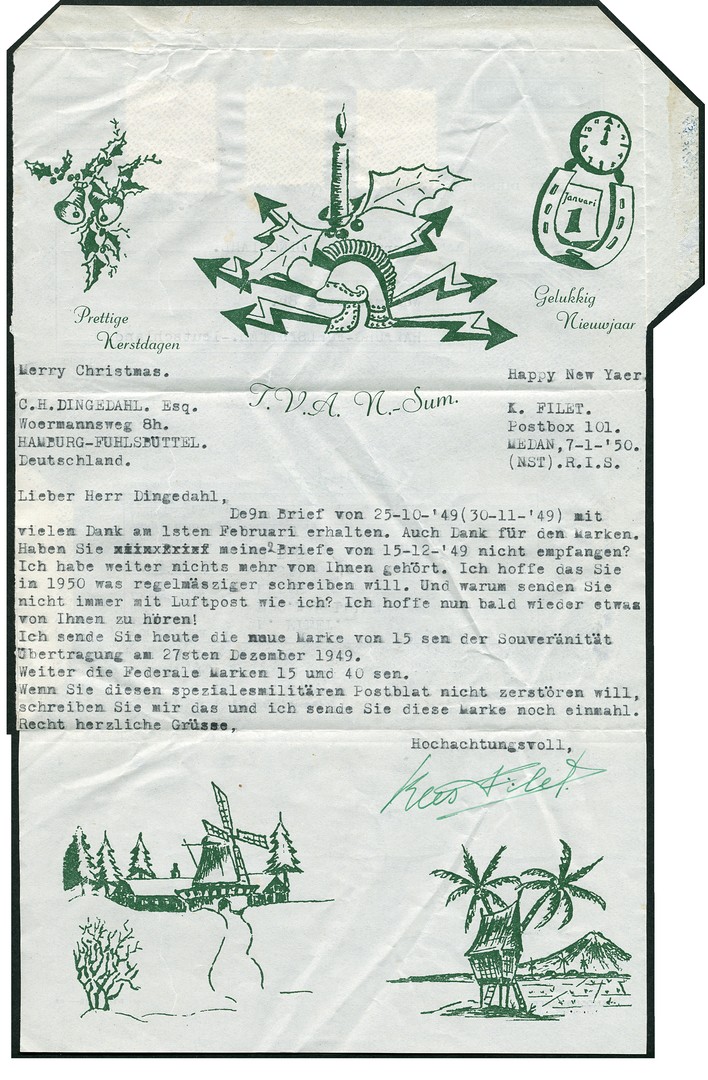 Januari
1
Prettige
Kerstdagen
Gelukkig
Nieuwjaar
Merry Christmas.
Happy New Yaer
T.V.A. N.-Sum.
C.H.DINGEDAHL. Esq.
Woermannsweg 8h.
HAMBURG-FUHLSBÜTTEL.
Deutschland.
K. FILET.
Postbox 101.
MEDAN,7-1-'50.
(NST).R.I.S.
Lieber Herr Dingedahl,
De9n Brief von 25-10-'49(30-11-'49) mit
vielen Dank am 1sten Februari erhalten. Auch Dank für den Marken.
Haben Sie meine 2 Briefe von 15-12-'49 nicht empfangen?
Ich habe weiter nichts mehr von Ihnen gehört. Ich hoffe das Sie
in 1950 was regelmäsziger schreiben will. Und warum senden Sie
nicht immer mit Luftpost wie ich? Ich hoffe nun bald wieder etwas
von Ihnen zu hören!
Ich sende Sie heute die neue Marke von 15 sen der Souveränität
Übertragung am 27sten Dezember 1949.
Weiter die Federale Marken 15 und 40 sen.
Wenn Sie diesen spezialesmilitären Postblat nicht zerstören will,
schreiben Sie mir das und ich sende Sie diese Marke noch einmahl.
Recht herzliche Grüsse,
Hochachtungsvoll,
Kees Filet.